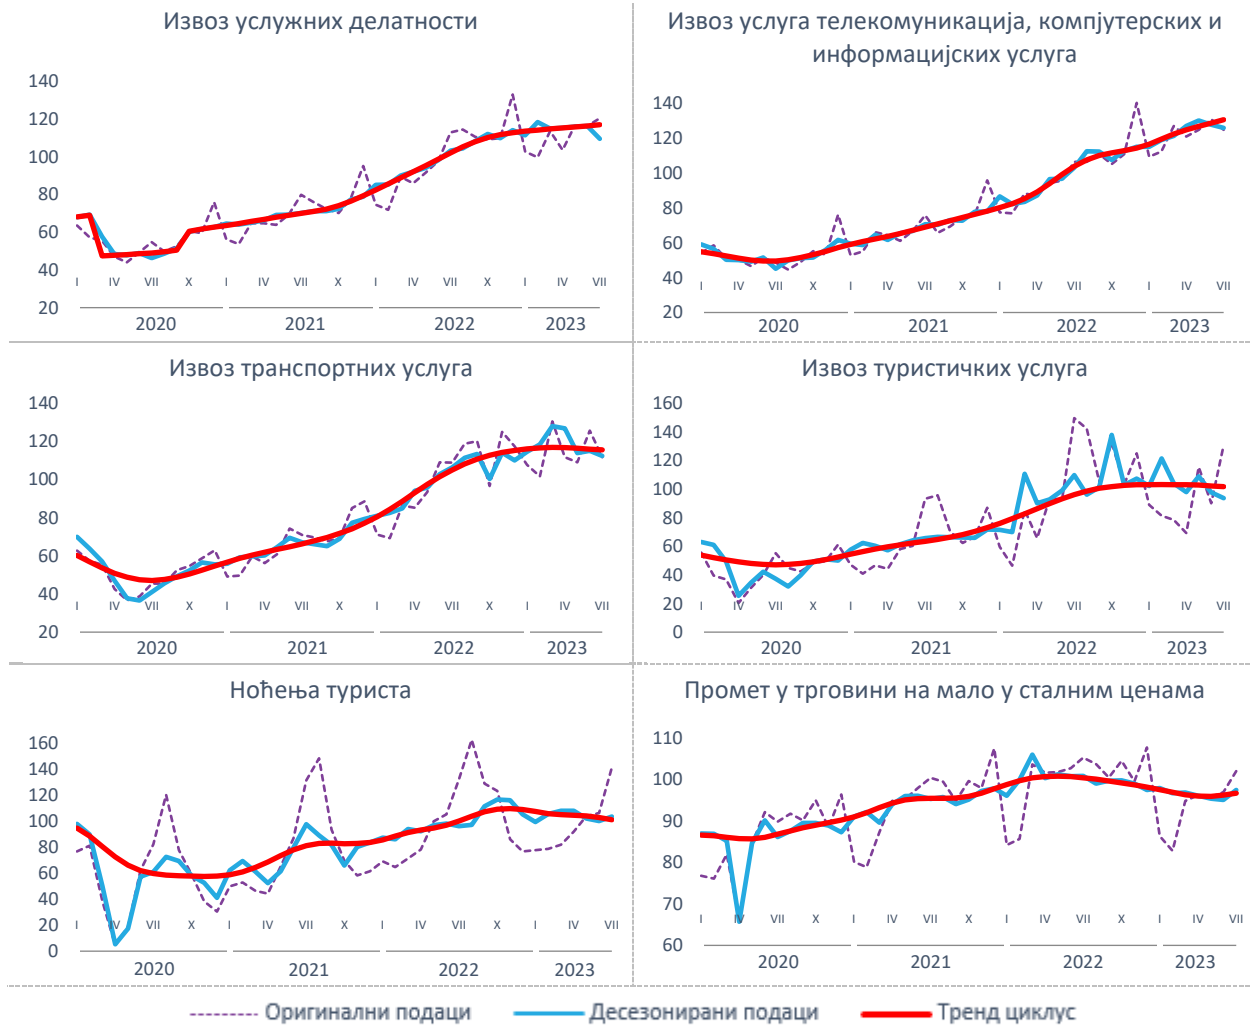 Извоз услужних делатности
140
120
100
80
60
40
20
I IV VII X I IV VII X I IV VII X I IV VII
2020 2021 2022 2023
Извоз услуга телекомуникација, компјутерских и
информацијских услуга
140
120
100
80
60
40
20
I IV VII X I IV VII X I IV VII X I IV VII
2020 2021 2022 2023
Извоз транспортних услуга
140
120
100
80
60
40
20
I IV VII X I IV VII X I IV VII X I IV VII
2020 2021 2022 2023
Извоз туристичких услуга
160
140
120
100
80
60
40
20
0
I IV VII X I IV VII X I IV VII X I IV VII
2020 2021 2022 2023
Ноћења туриста
160
140
120
100
80
60
40
20
0
I IV VII X I IV VII X I IV VII X I IV VII
2020 2021 2022 2023
Промет у трговини на мало у сталним ценама
110
100
90
80
70
60
I IV VII X I IV VII X I IV VII X I IV VII
2020 2021 2022 2023
Оригинални подаци Десезонирани подаци Тренд циклус